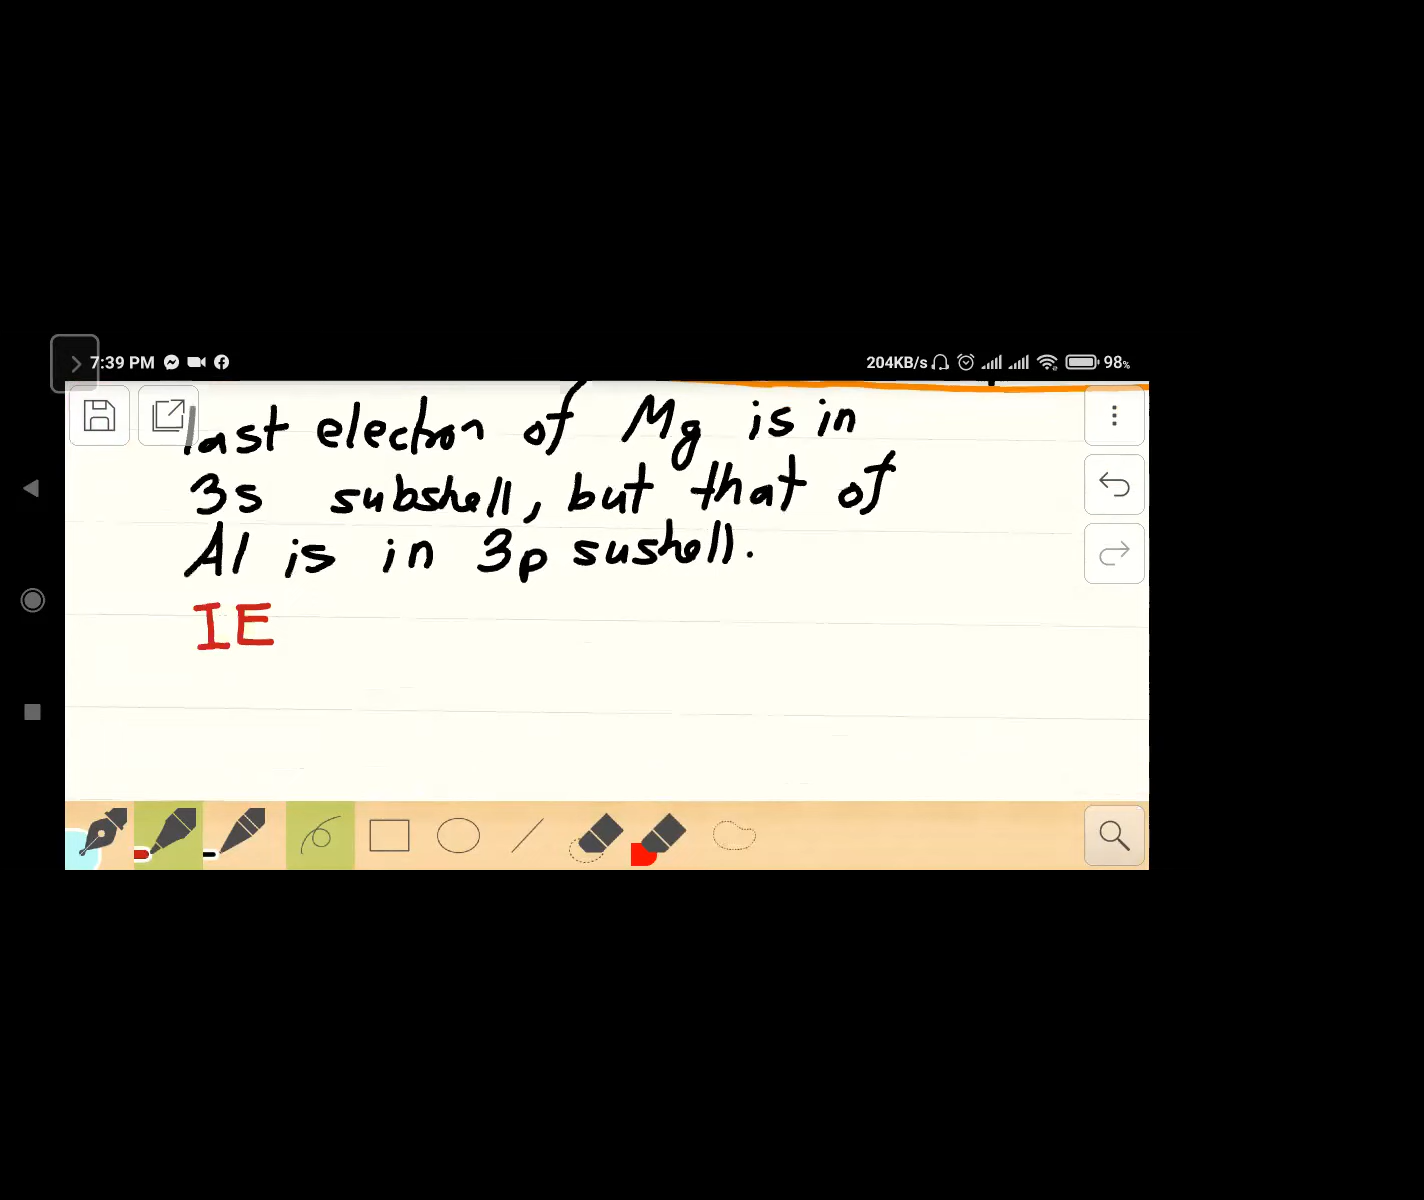 7:39 PM
204KB/s 98%
last electron of Mg is in
3s subshell, but that of
Al is in 3p sushell.
IE